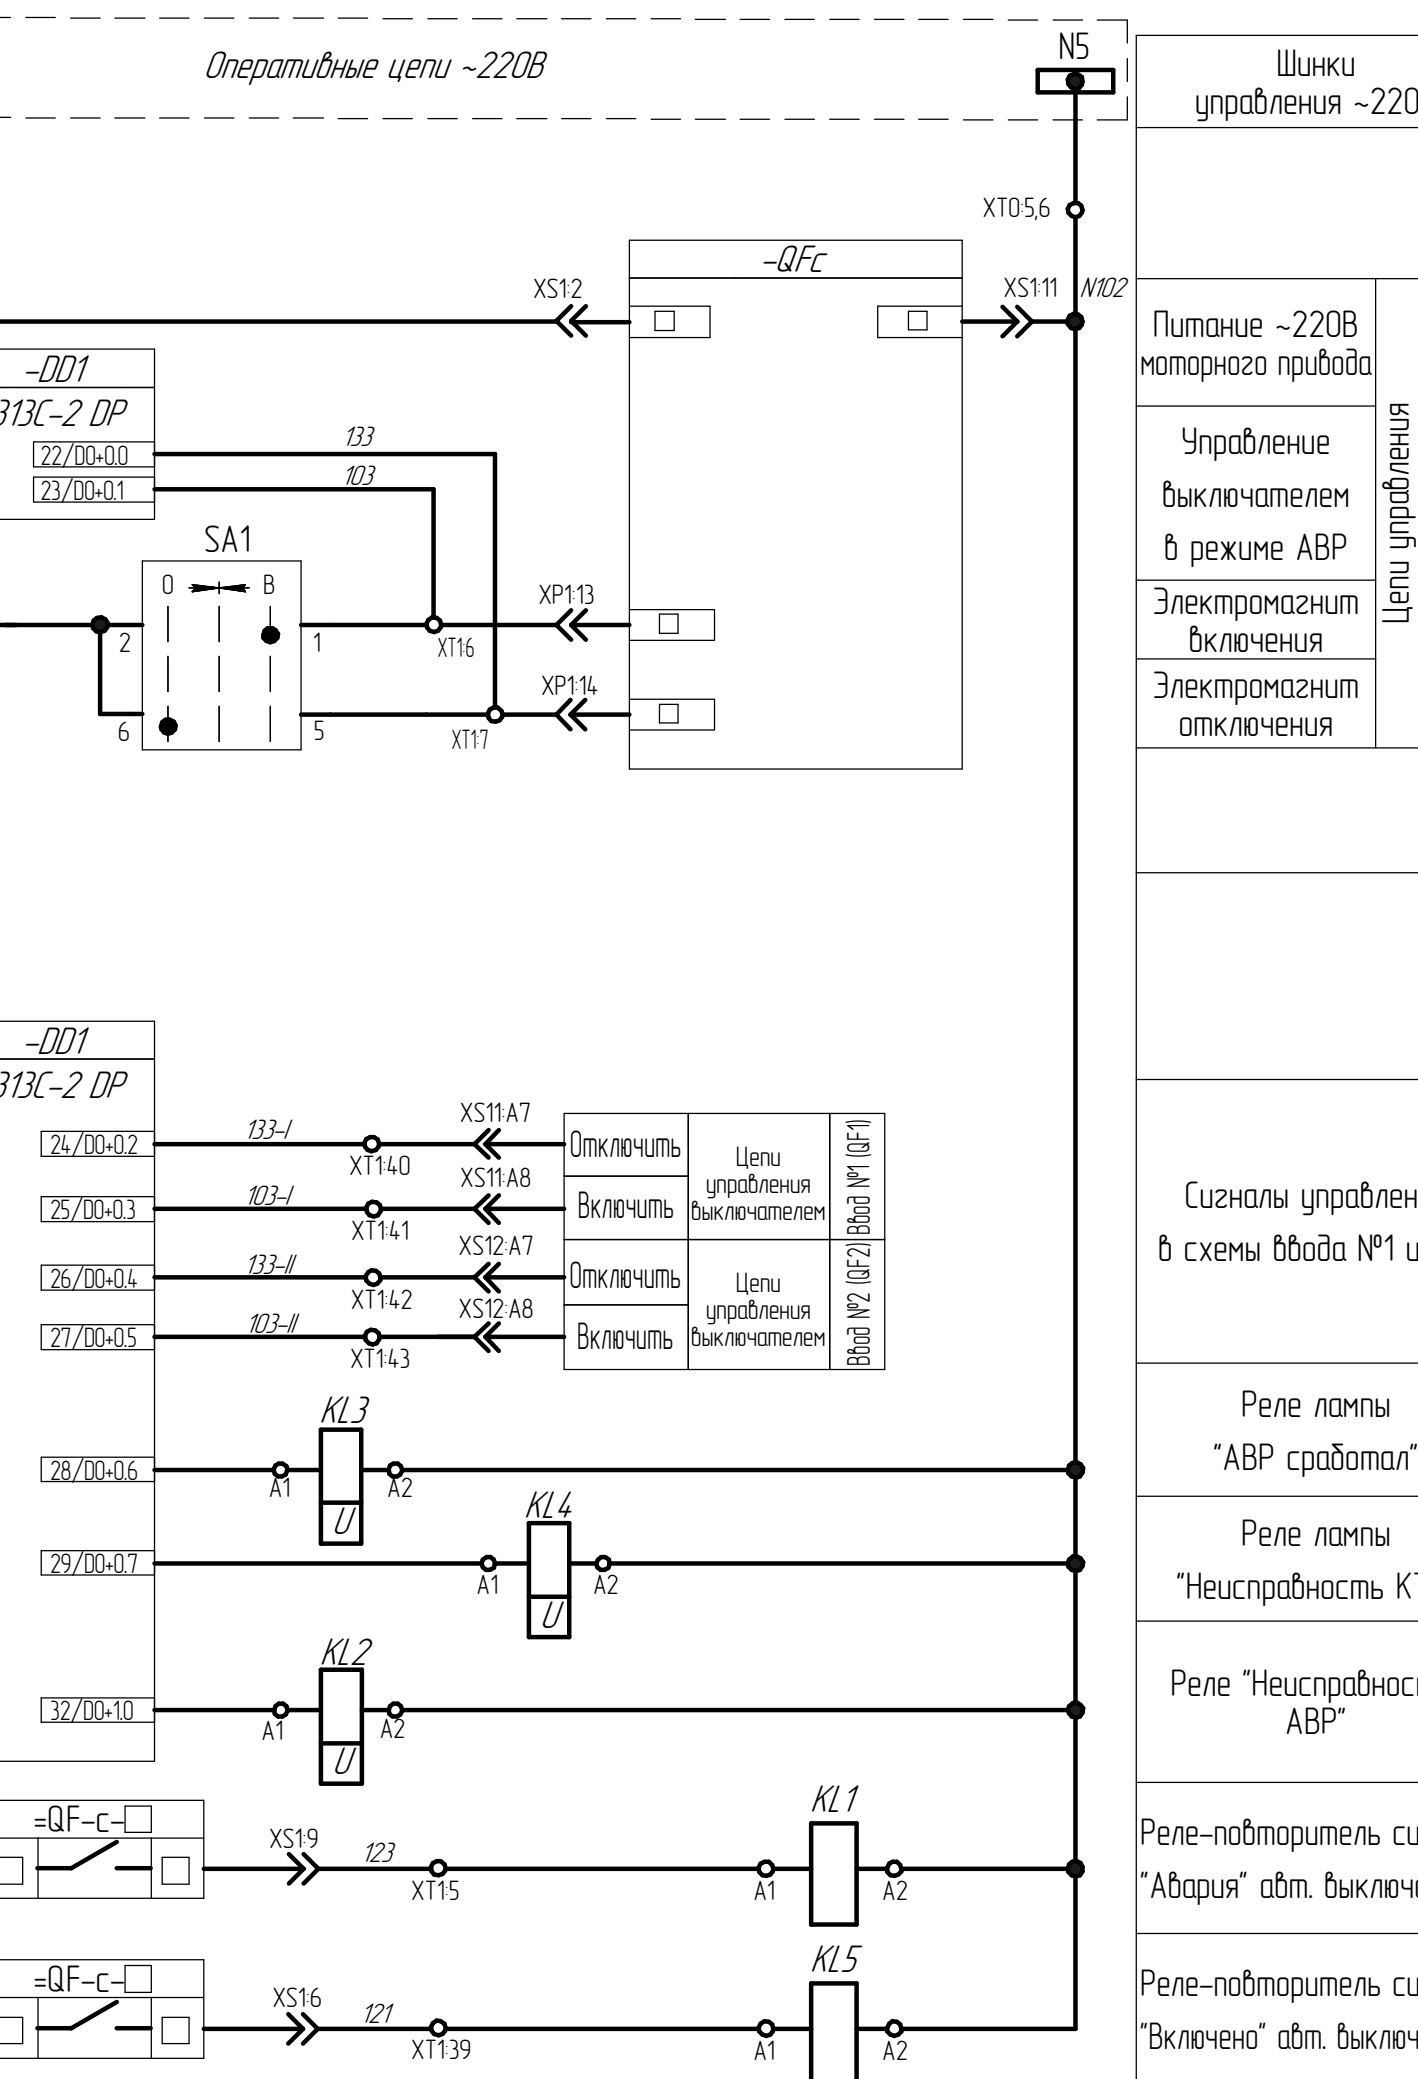 Оперативные цепи ~220В
N5
Шинки
управления ~220
XT0:5,6
-QFc
XS1:2
XS1:11
N102
Питание ~220В
моторного привода
Управление
выключателем
в режиме АВР
Электромагнит
включения
Электромагнит
отключения
Цепи управления
-DD1
313C-2 DP
22/DO+0.0
133
23/DO+0.1
103
SA1
O
B
2
1
6
5
XT1:6
XT1:7
XP1:13
XP1:14
-DD1
313C-2 DP
24/DO+0.2
133-I
XT1:40
XS11:A7
Отключить
25/DO+0.3
103-I
XT1:41
XS11:A8
Включить
Цепи
управления
выключателем
Ввод №1 (QF1)
26/DO+0.4
133-II
XT1:42
XS12:A7
Отключить
27/DO+0.5
103-II
XT1:43
XS12:A8
Включить
Цепи
управления
выключателем
Ввод №2 (QF2)
Сигналы управлен
в схемы ввода №1 и
28/DO+0.6
KL3
A1
A2
U
Реле лампы
"АВР сработал"
29/DO+0.7
KL4
A1
A2
U
Реле лампы
"Неисправность К
32/DO+1.0
KL2
A1
A2
U
Реле "Неисправнос
АВР"
=QF-c-
XS1:9
123
XT1:5
KL1
A1
A2
Реле-повторитель си
"Авария" авт. выключ
=QF-c-
XS1:6
121
XT1:39
KL5
A1
A2
Реле-повторитель си
"Включено" авт. выключ